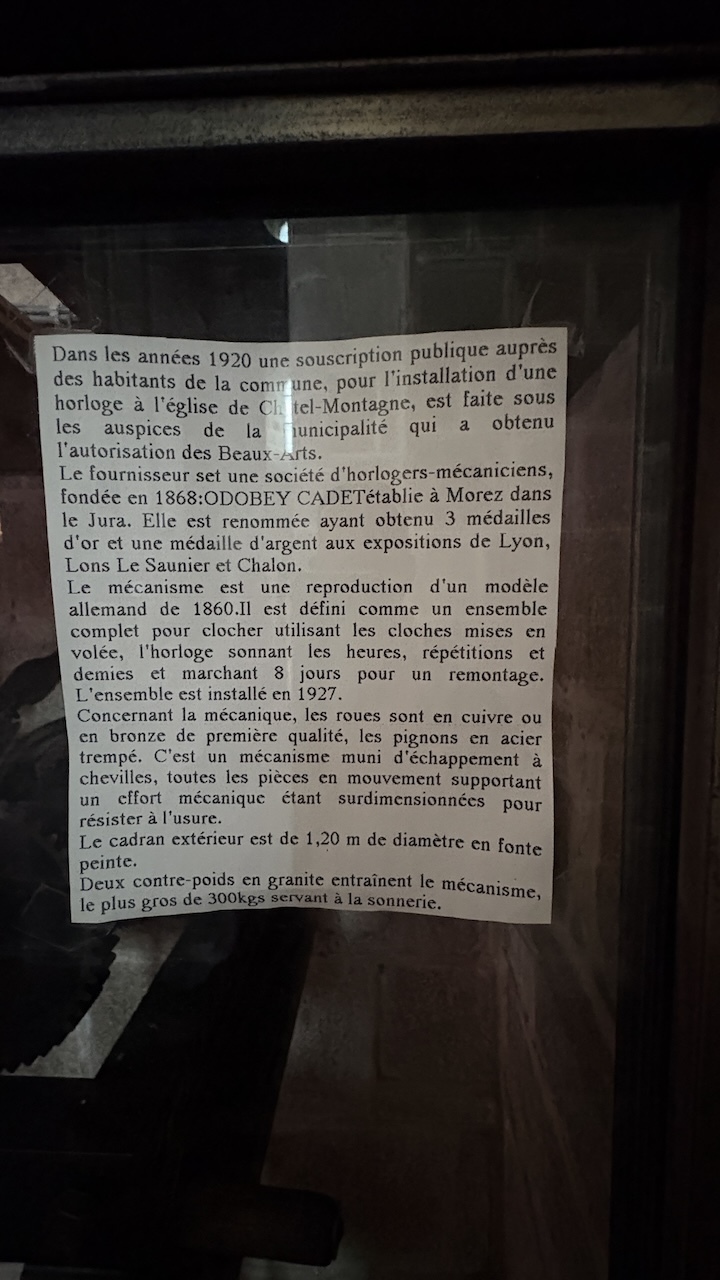 Dans les années 1920 une souscription publique auprès
des habitants de la commune, pour l'installation d'une
horloge à l'église de Châtel-Montagne, est faite sous
les auspices de la municipalité qui a obtenu
l'autorisation des Beaux-Arts.
Le fournisseur set une société d'horlogers-mécaniciens,
fondée en 1868:ODOBEY CADETétablie à Morez dans
le Jura. Elle est renommée ayant obtenu 3 médailles
d'or et une médaille d'argent aux expositions de Lyon,
Lons Le Saunier et Chalon.
Le mécanisme est une reproduction d'un modèle
allemand de 1860.Il est défini comme un ensemble
complet pour clocher utilisant les cloches mises en
volée, l'horloge sonnant les heures, répétitions et
demies et marchant 8 jours pour un remontage.
L'ensemble est installé en 1927.
Concernant la mécanique, les roues sont en cuivre ou
en bronze de première qualité, les pignons en acier
trempé. C'est un mécanisme muni d'échappement à
chevilles, toutes les pièces en mouvement supportant
un effort mécanique étant surdimensionnées pour
résister à l'usure.
Le cadran extérieur est de 1,20 m de diamètre en fonte
peinte.
Deux contre-poids en granite entraînent le mécanisme,
le plus gros de 300kgs servant à la sonnerie.